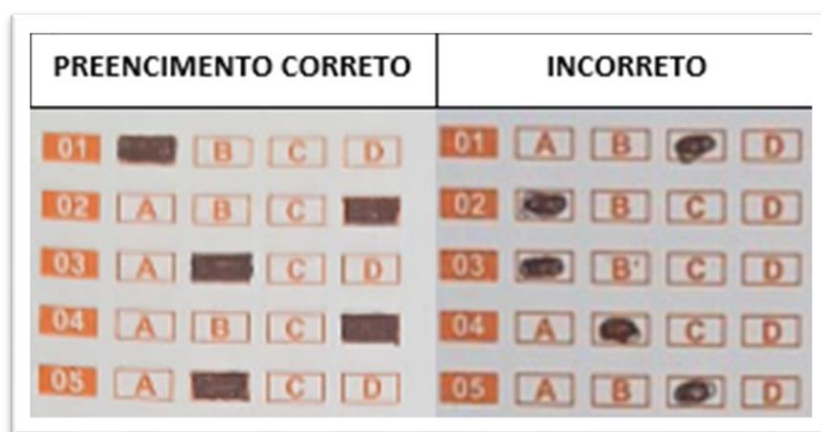 PREENCIMENTO CORRETO INCORRETO
01 B C D 01 A B D
02 A B C 02 B C D
03 A C D 03 B C D
04 A B C 04 A C D
05 A C D 05 A B D